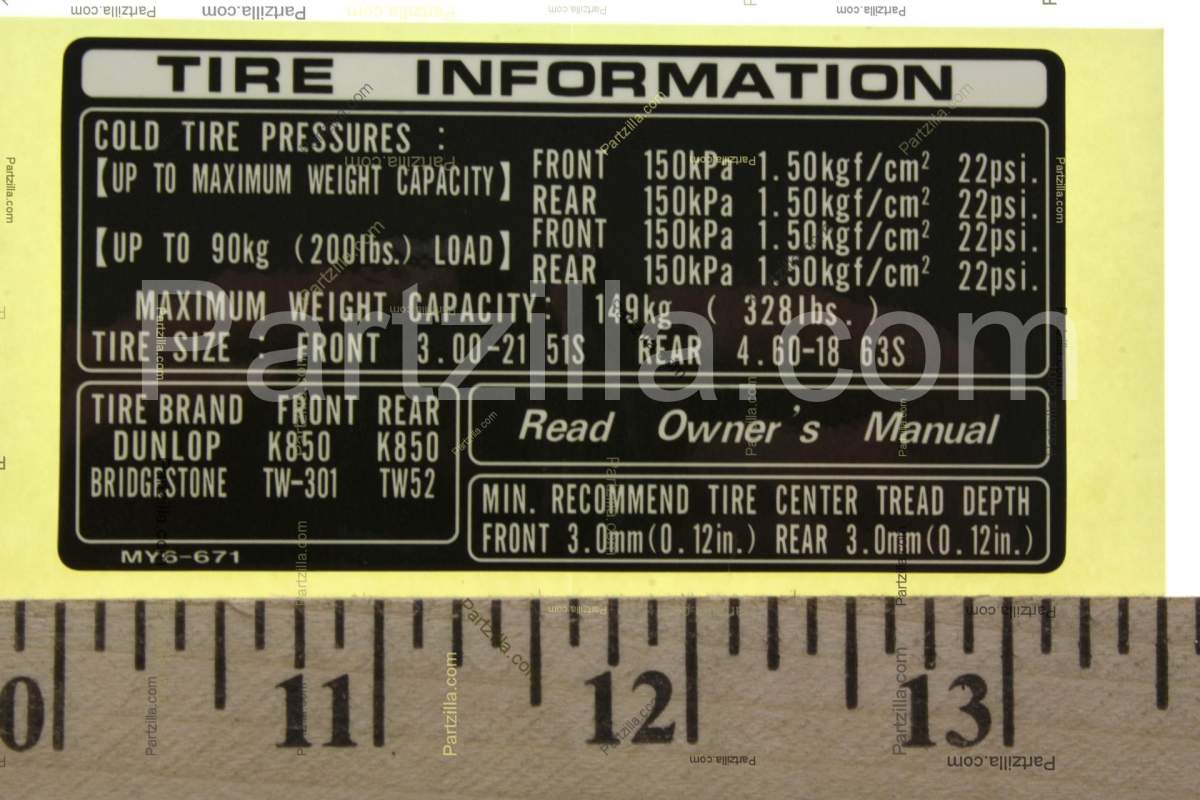 TIRE INFORMATION
COLD TIRE PRESSURES :
【UP TO MAXIMUM WEIGHT CAPACITY】 FRONT 150kPa 1.50kgf/cm² 22psi.
REAR 150kPa 1.50kgf/cm² 22psi.
【UP TO 90kg (200lbs.) LOAD】 FRONT 150kPa 1.50kgf/cm² 22psi.
REAR 150kPa 1.50kgf/cm² 22psi.
MAXIMUM WEIGHT CAPACITY: 149kg ( 328lbs. )
TIRE SIZE : FRONT 3.00-21 51S REAR 4.60-18 63S
TIRE BRAND FRONT REAR
DUNLOP K850 K850
BRIDGESTONE TW-301 TW52
MY6-671
Read Owner's Manual
MIN. RECOMMEND TIRE CENTER TREAD DEPTH
FRONT 3.0mm(0.12in.) REAR 3.0mm(0.12in.)
Partzilla.com
0 11 12 13